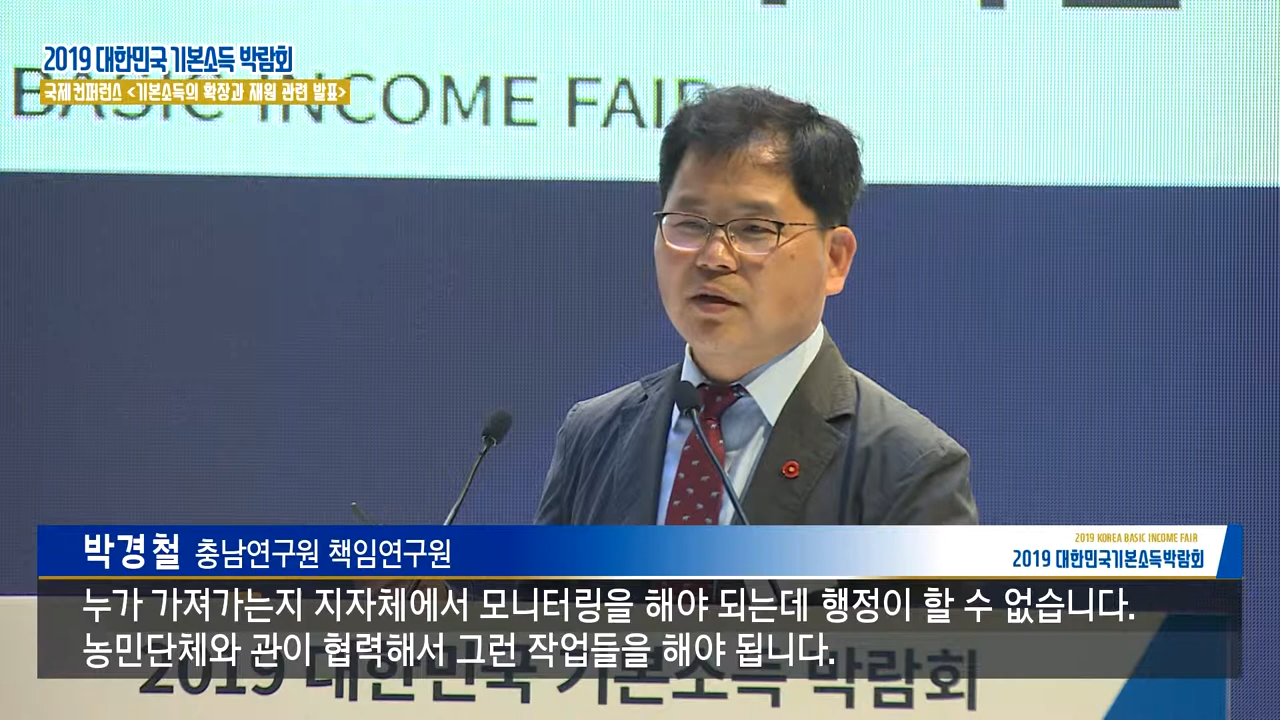 2019 대한민국 기본소득 박람회
국제 컨퍼런스 <기본소득의 확장과 재원 관련 발표>
BASIC INCOME FAIR
박경철 충남연구원 책임연구원
2019 KOREA BASIC INCOME FAIR
2019 대한민국기본소득박람회
누가 가져가는지 지자체에서 모니터링을 해야 되는데 행정이 할 수 없습니다.
농민단체와 관이 협력해서 그런 작업들을 해야 됩니다.
2019 대한민국 기본소득 박람회